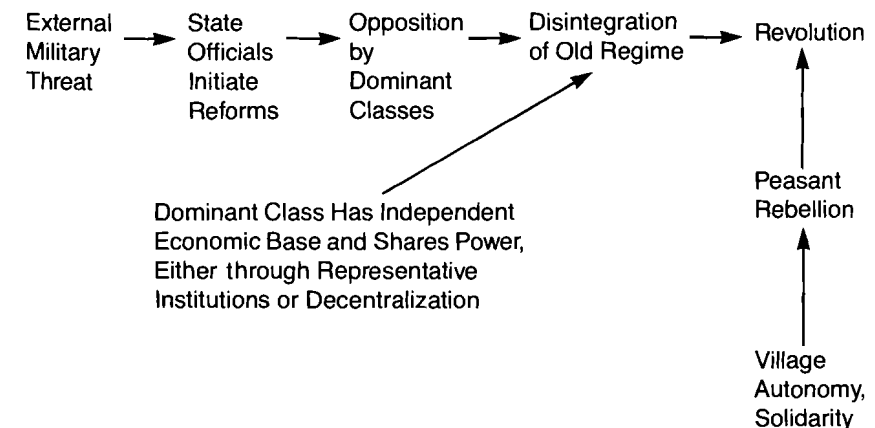 External
Military
Threat
State
Officials
Initiate
Reforms
Opposition
by
Dominant
Classes
Disintegration
of Old Regime
Revolution
Dominant Class Has Independent
Economic Base and Shares Power,
Either through Representative
Institutions or Decentralization
Peasant
Rebellion
Village
Autonomy,
Solidarity